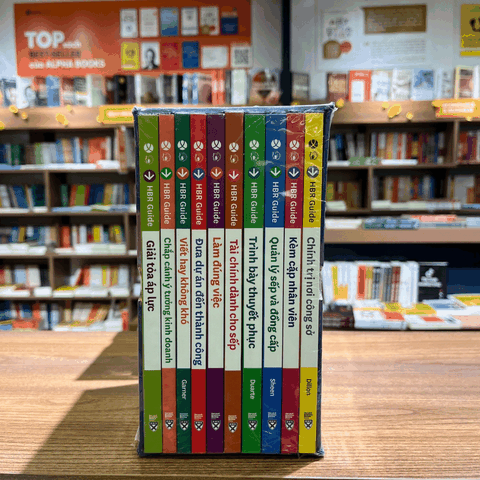 TOP
BEST-SELLER
của ALPHA BOOKS
HBR Guide
Giải tỏa áp lực
HBR Guide
Chắp cánh ý tưởng kinh doanh
HBR Guide
Viết hay không khó
Garner
HBR Guide
Đưa dự án đến thành công
HBR Guide
Làm đúng việc
HBR Guide
Tài chính dành cho sếp
HBR Guide
Trình bày thuyết phục
Duarte
HBR Guide
Quản lý sếp và đồng cấp
Sheen
HBR Guide
Kèm cặp nhân viên
HBR Guide
Chính trị nơi công sở
Dillon